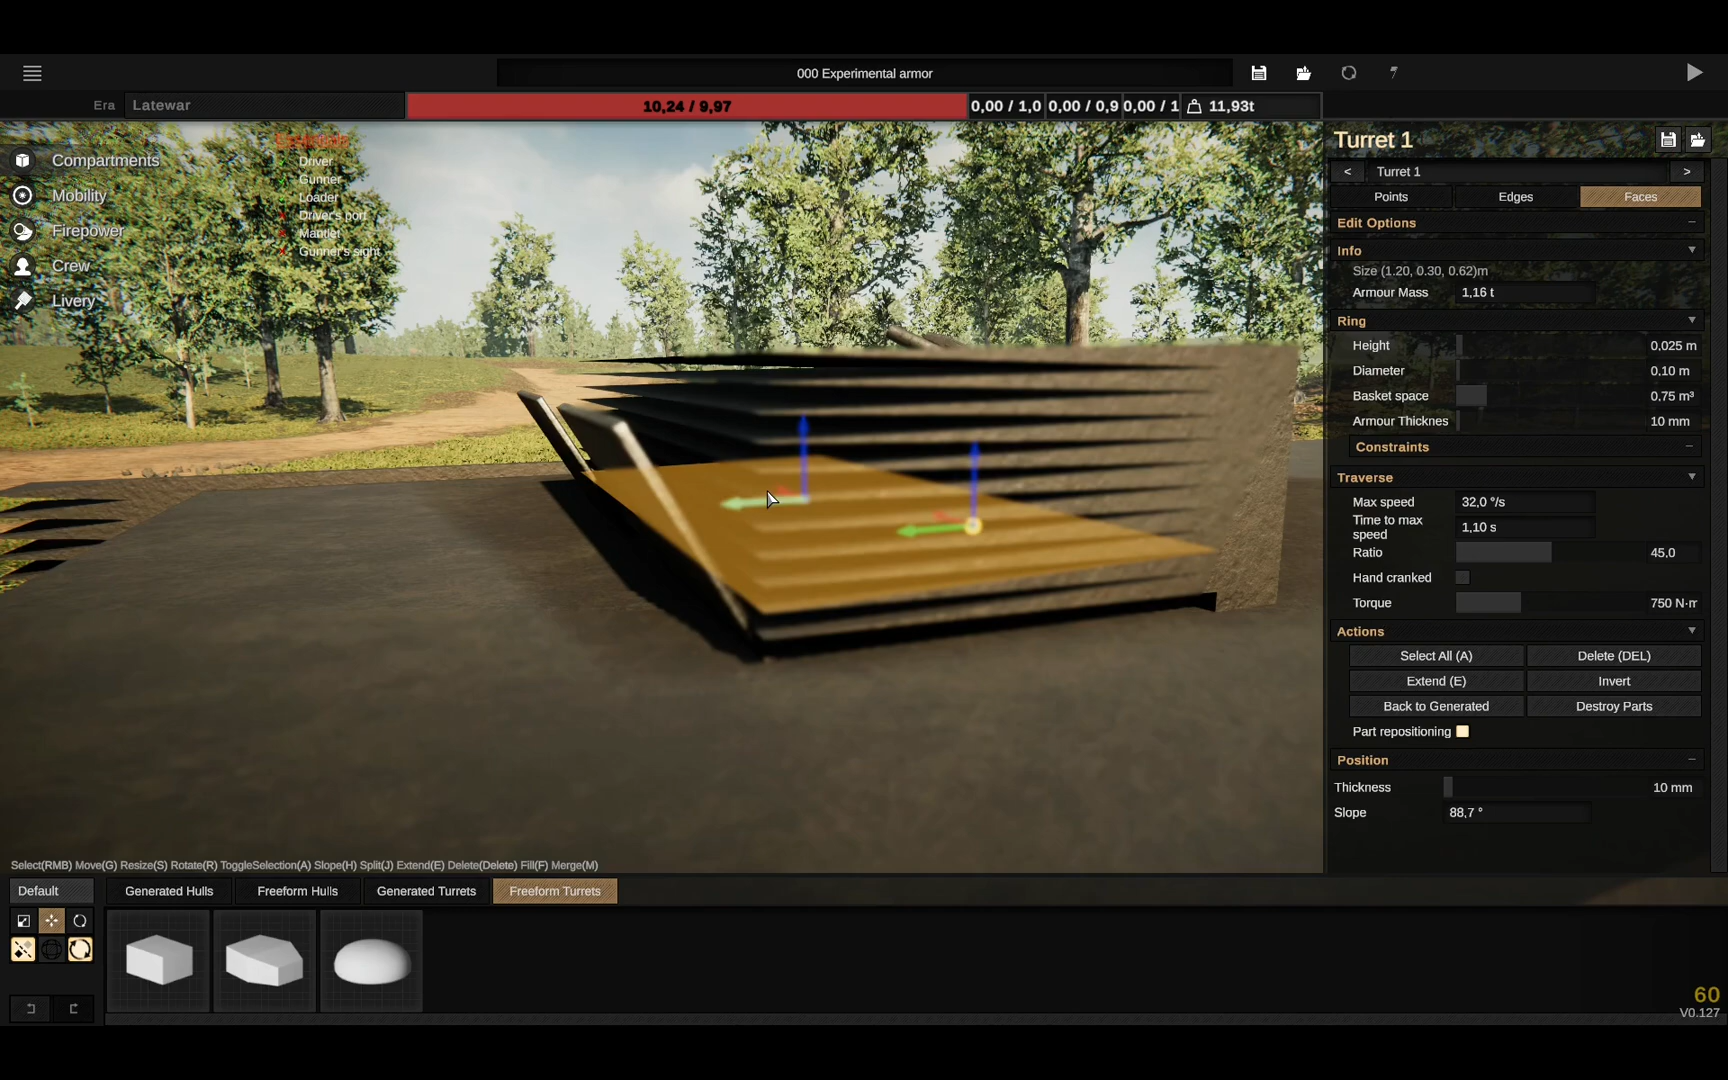 000 Experimental armor
Era Latewar
10,24 / 9,97
0,00 / 1,0 0,00 / 0,9 0,00 / 1
11,93t
Compartments
Mobility
Firepower
Crew
Livery
Driver
Gunner
Loader
Driver's port
Mantlet
Gunner's sight
Turret 1
< Turret 1 >
Points Edges Faces
Edit Options
Info
Size (1.20, 0.30, 0.62)m
Armour Mass 1,16 t
Ring
Height 0.025 m
Diameter 0,10 m
Basket space 0.75 m³
Armour Thicknes 10 mm
Constraints
Traverse
Max speed 32,0 °/s
Time to max speed 1,10 s
Ratio 45,0
Hand cranked
Torque 750 N·m
Actions
Select All (A) Delete (DEL)
Extend (E) Invert
Back to Generated Destroy Parts
Part repositioning
Position
Thickness 10 mm
Slope 88,7 °
Select(RMB) Move(G) Resize(S) Rotate(R) ToggleSelection(A) Slope(H) Split(J) Extend(E) Delete(Delete) Fill(F) Merge(M)
Default Generated Hulls Freeform Hulls Generated Turrets Freeform Turrets
60
V0.127